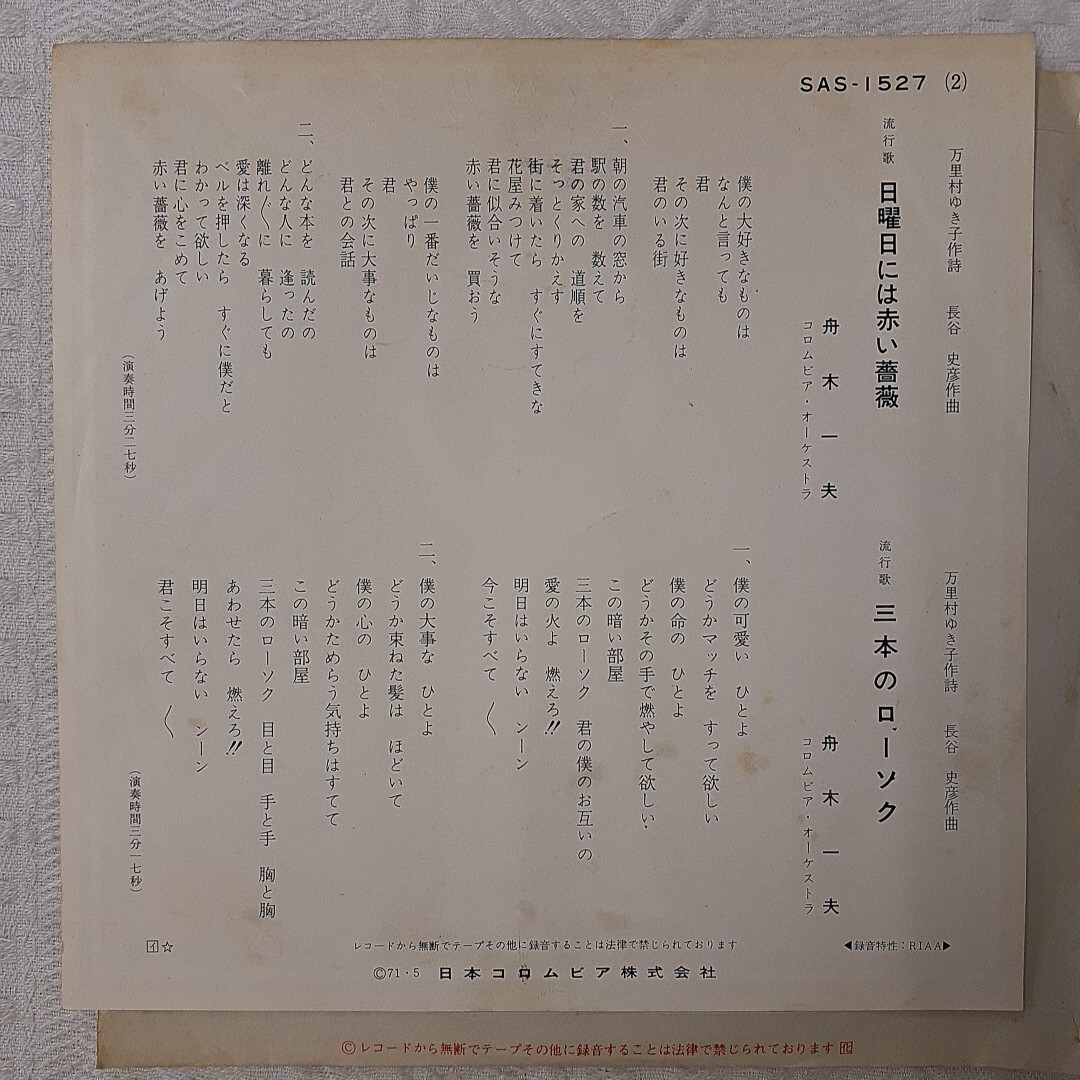 SAS-1527 (2)
万里村ゆき子作詩 長谷 史彦作曲
流行歌 日曜日には赤い薔薇
舟木一夫
コロムビア・オーケストラ
僕の大好きなものは
なんと言っても
君
その次に好きなものは
君のいる街
一、朝の汽車の窓から
駅の数を 数えて
君の家への 道順を
そっとくりかえす
街に着いたら すぐにすてきな
花屋みつけて
君に似合いそうな
赤い薔薇を 買おう
僕の一番だいじなものは
やっぱり
君
その次に大事なものは
君との会話
二、どんな本を 読んだの
どんな人に 逢ったの
離れ〱に 暮らしても
愛は深くなる
ベルを押したら すぐに僕だと
わかって欲しい
君に心をこめて
赤い薔薇を あげよう
(演奏時間三分二七秒)
万里村ゆき子作詩 長谷 史彦作曲
流行歌 三本のローソク
舟木一夫
コロムビア・オーケストラ
一、僕の可愛い ひとよ
どうかマッチを すって欲しい
僕の命の ひとよ
どうかその手で燃やして欲しい
この暗い部屋
三本のローソク 君の僕のお互いの
愛の火よ 燃えろ!!
明日はいらない シーン
今こそすべて 〱
二、僕の大事な ひとよ
どうか束ねた髪は ほどいて
僕の心の ひとよ
どうかためらう気持ちはすてて
この暗い部屋
三本のローソク 目と目 手と手 胸と胸
あわせたら 燃えろ!!
明日はいらない シーン
君こそすべて 〱
(演奏時間三分一七秒)
イ☆
レコードから無断でテープその他に録音することは法律で禁じられております
◀録音特性:RIAA▶
©71・5 日本コロムビア株式会社
©レコードから無断でテープその他に録音することは法律で禁じられております